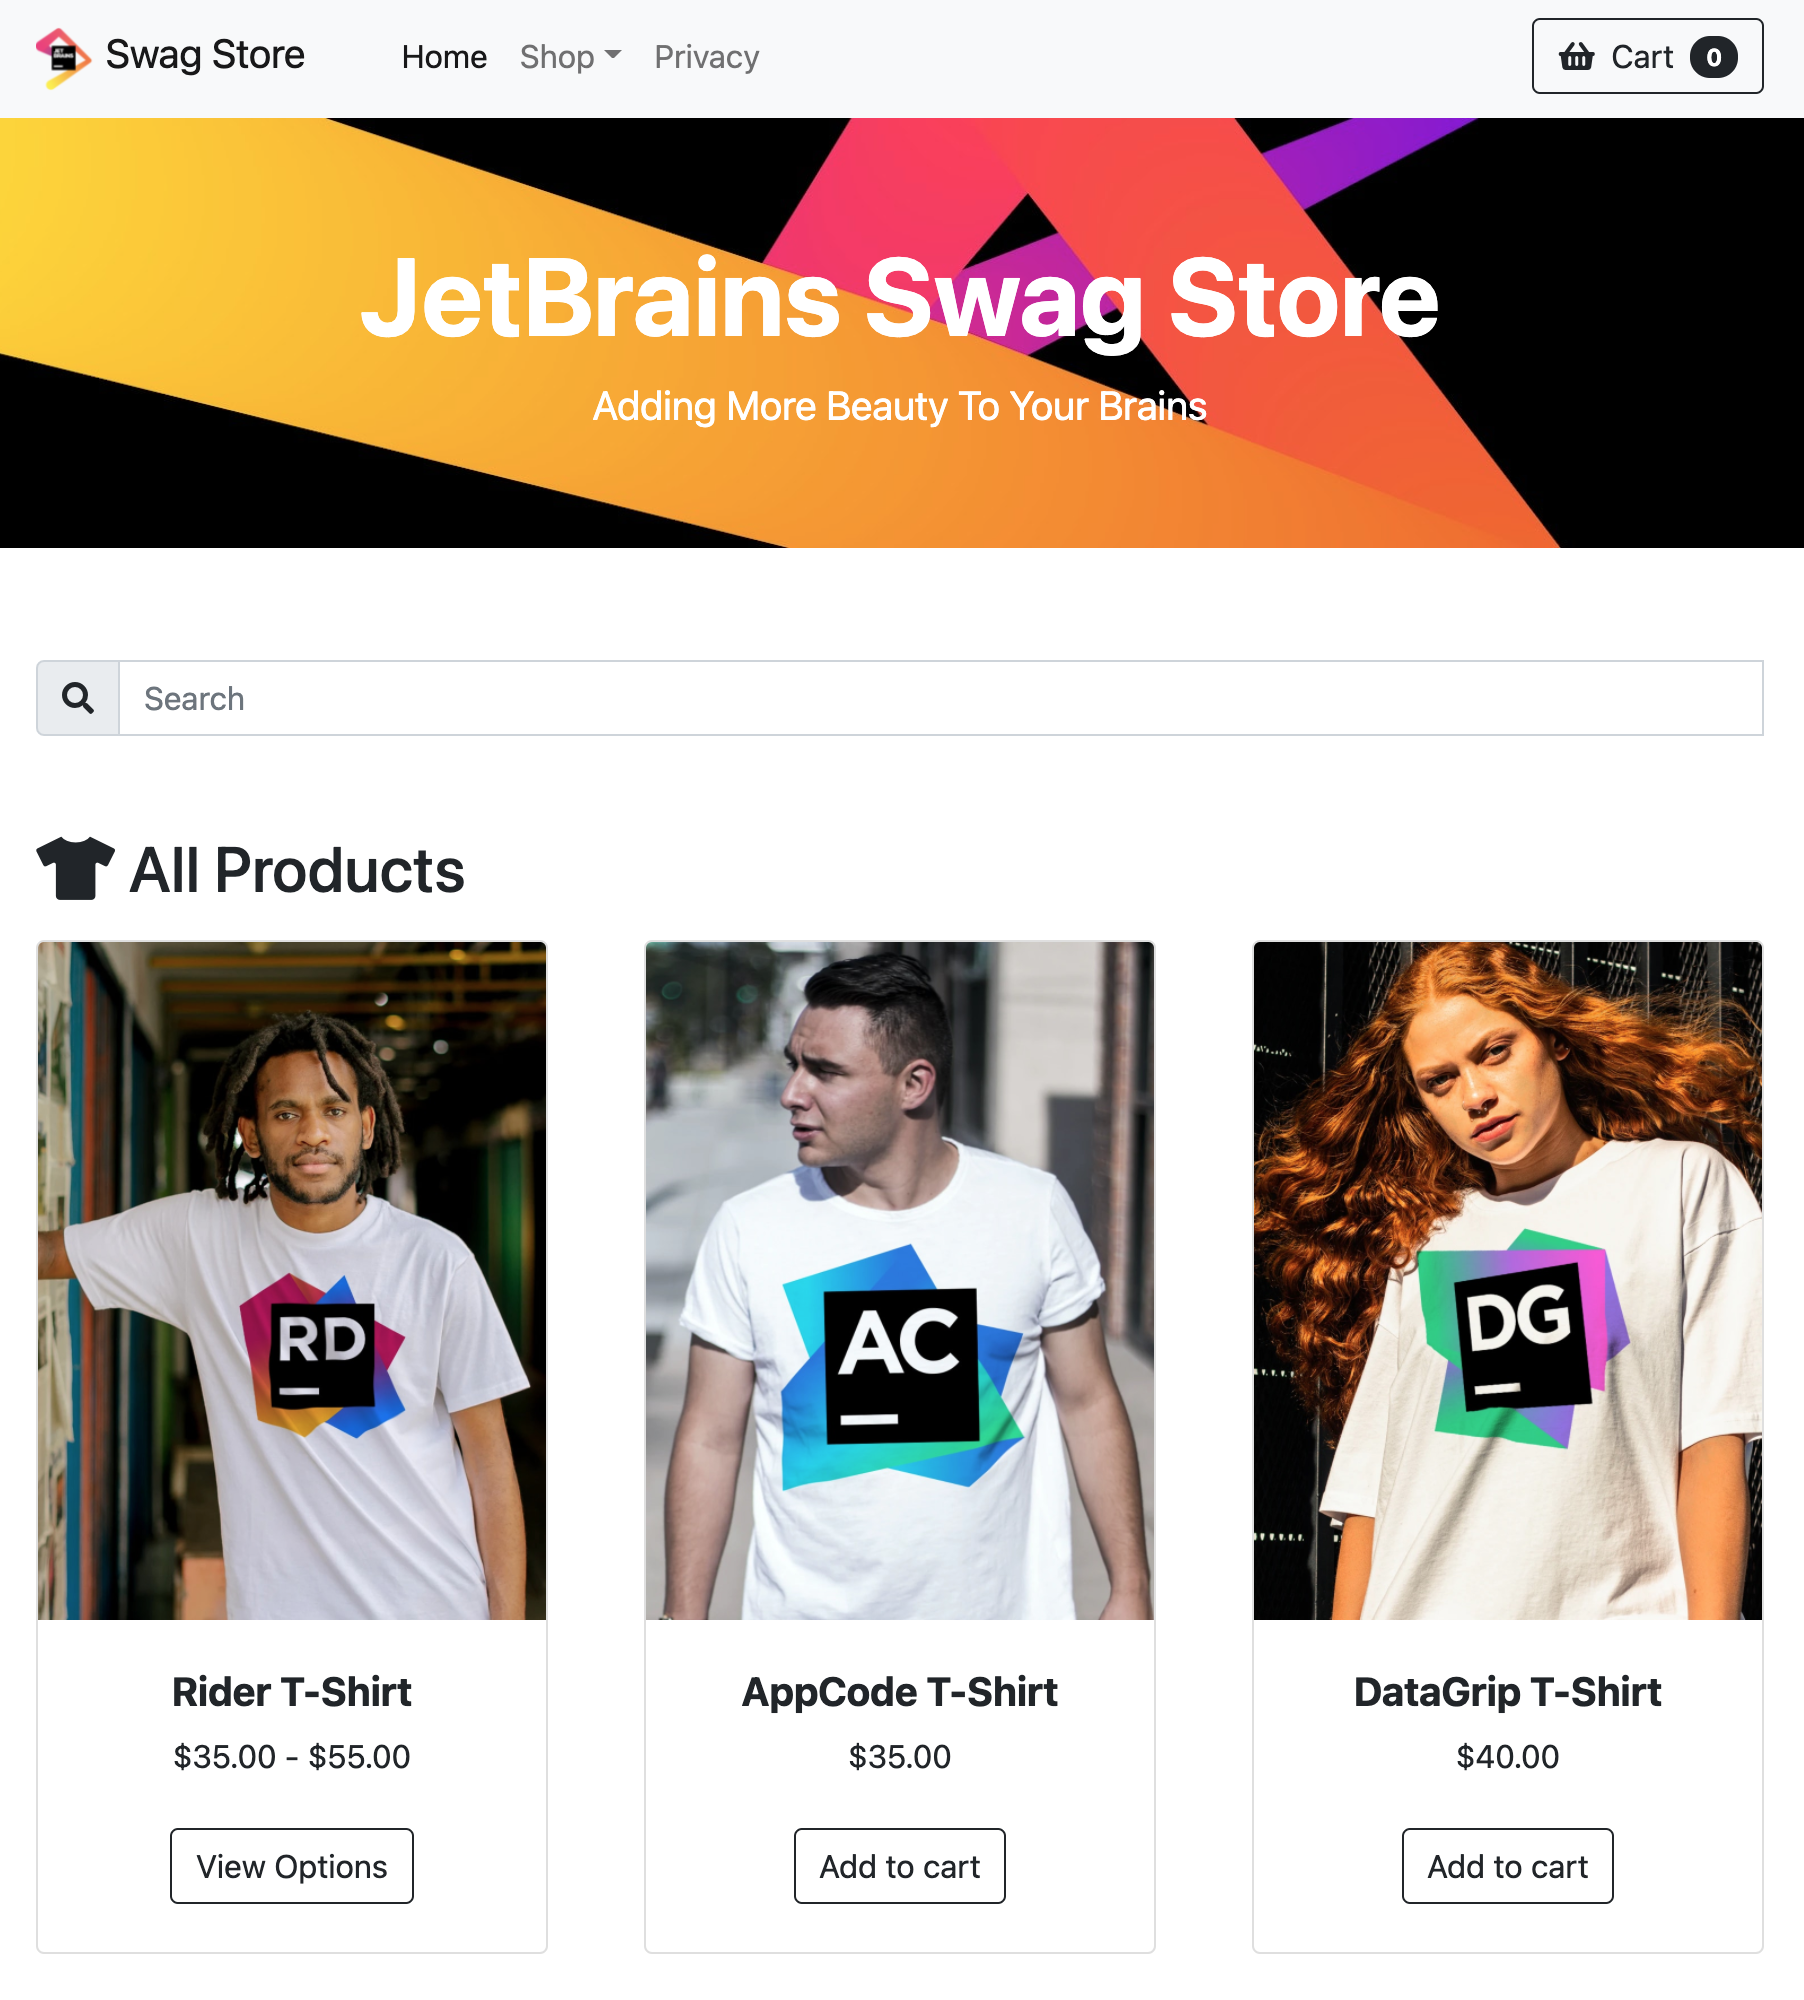 Swag Store
Home Shop Privacy
Cart 0
JetBrains Swag Store
Adding More Beauty To Your Brains
Search
All Products
RD
AC
DG
Rider T-Shirt
$35.00 - $55.00
View Options
AppCode T-Shirt
$35.00
Add to cart
DataGrip T-Shirt
$40.00
Add to cart